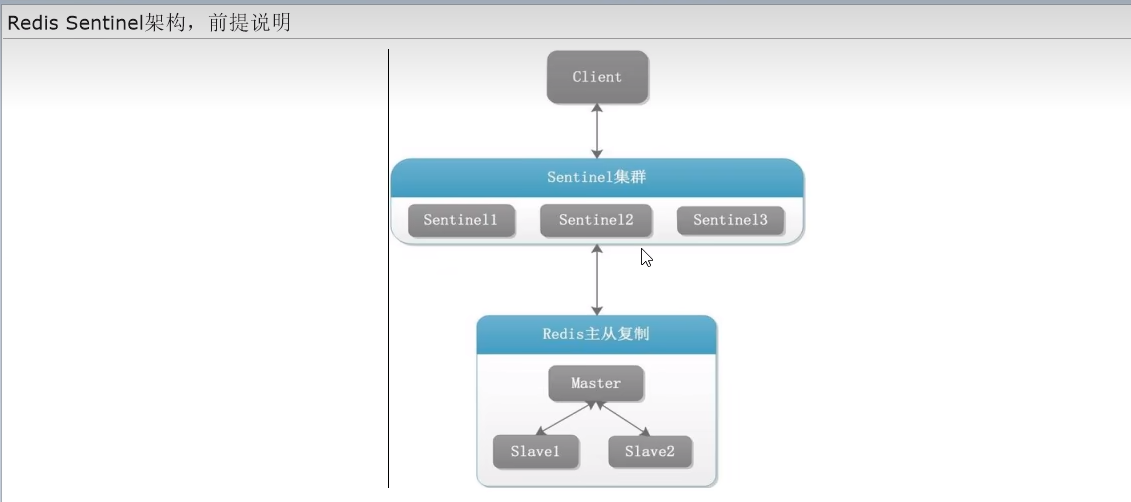 Redis Sentinel架构，前提说明
Client
Sentinel集群
Sentinel1 Sentinel2 Sentinel3
Redis主从复制
Master
Slave1 Slave2